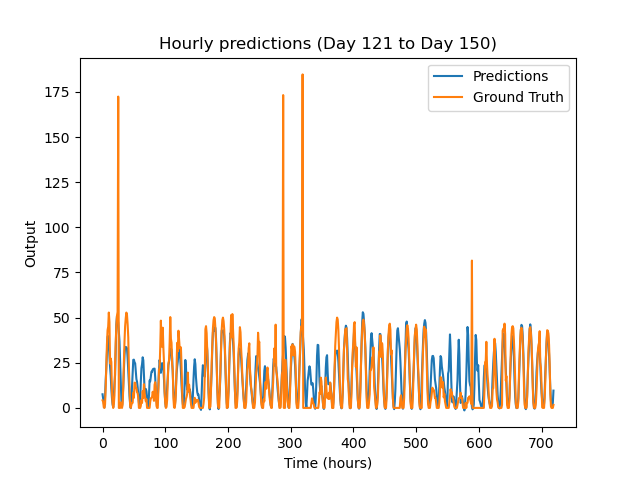 Hourly predictions (Day 121 to Day 150)
Predictions
Ground Truth
175
150
125
100
75
50
25
0
Output
0 100 200 300 400 500 600 700
Time (hours)